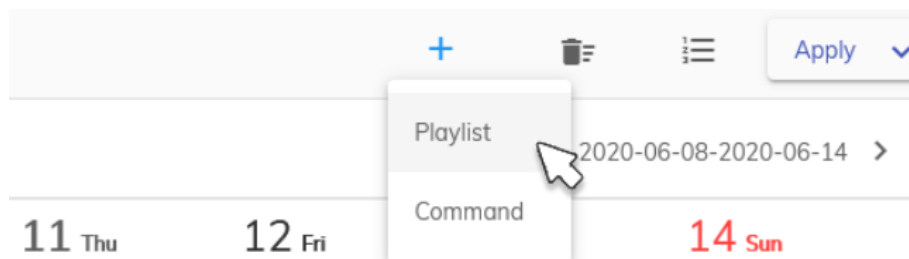 Apply
Playlist
2020-06-08-2020-06-14
Command
11 Thu 12 Fri 14 Sun